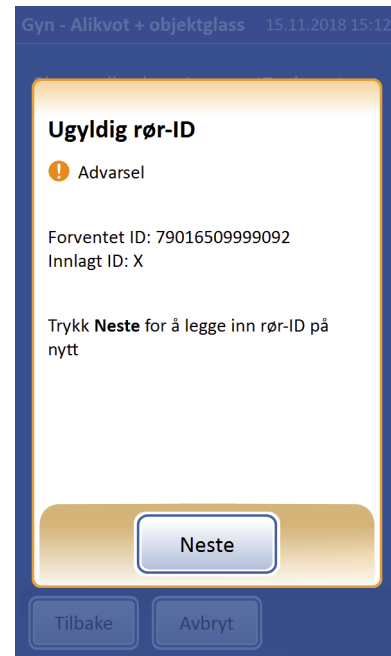 Gyn - Alikvot + objektglass 15.11.2018 15:12
Ugyldig rør-ID
Advarsel
Forventet ID: 79016509999092
Innlagt ID: X
Trykk Neste for å legge inn rør-ID på
nytt
Neste
Tilbake Avbryt